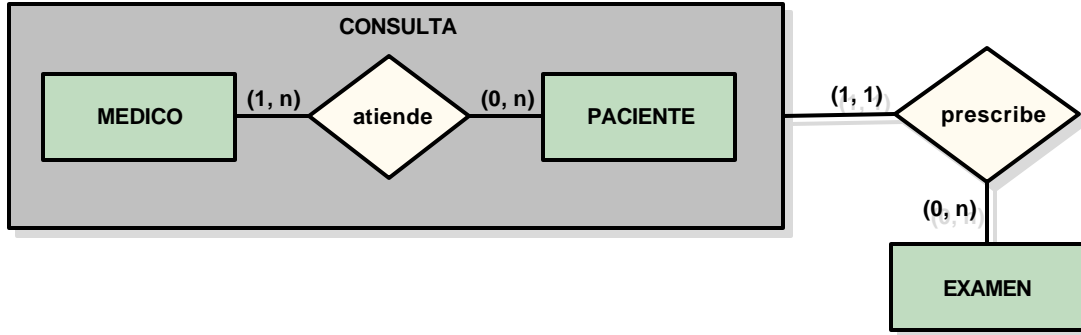 CONSULTA
MEDICO
(1, n)
atiende
(0, n)
PACIENTE
(1, 1)
prescribe
(0, n)
EXAMEN